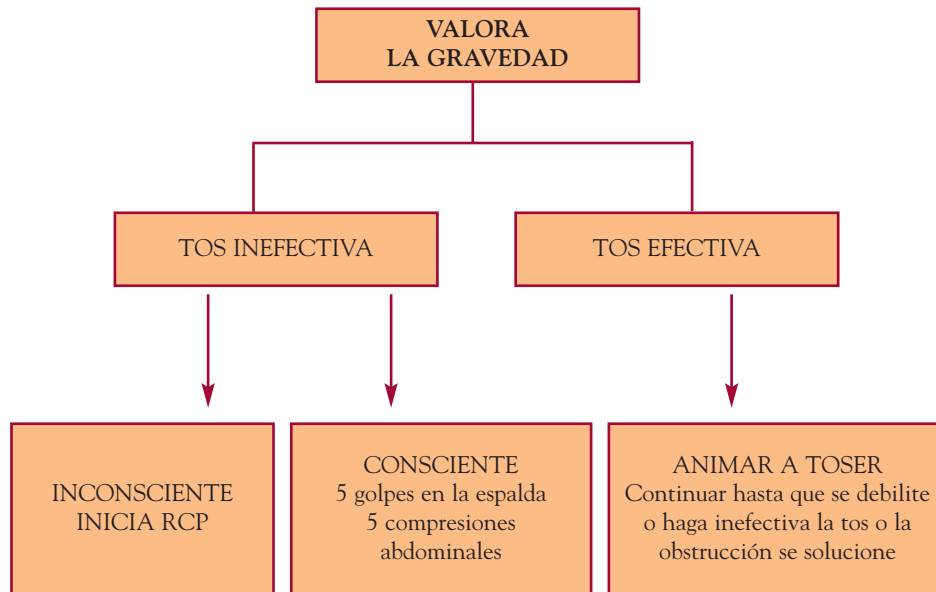 VALORA
LA GRAVEDAD
TOS INEFECTIVA
TOS EFECTIVA
INCONSCIENTE
INICIA RCP
CONSCIENTE
5 golpes en la espalda
5 compresiones
abdominales
ANIMAR A TOSER
Continuar hasta que se debilite
o haga inefectiva la tos o la
obstrucción se solucione